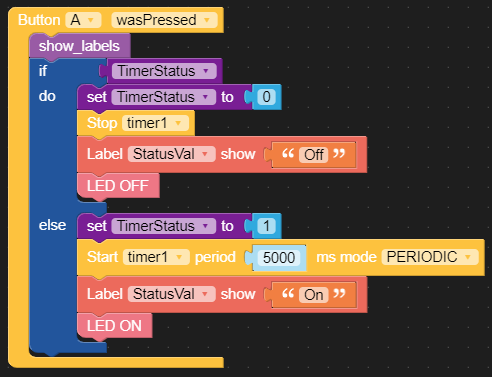 Button A wasPressed
show_labels
if TimerStatus
do set TimerStatus to 0
Stop timer1
Label StatusVal show “ Off ”
LED OFF
else set TimerStatus to 1
Start timer1 period 5000 ms mode PERIODIC
Label StatusVal show “ On ”
LED ON